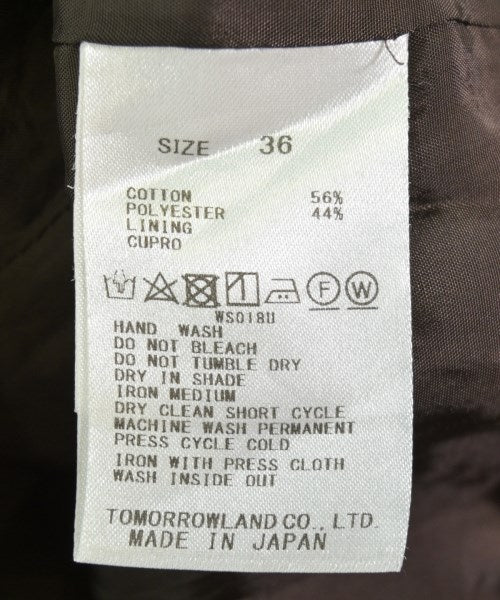 SIZE 36
COTTON 56%
POLYESTER 44%
LINING
CUPRO
F W
WS018U
HAND WASH
DO NOT BLEACH
DO NOT TUMBLE DRY
DRY IN SHADE
IRON MEDIUM
DRY CLEAN SHORT CYCLE
MACHINE WASH PERMANENT
PRESS CYCLE COLD
IRON WITH PRESS CLOTH
WASH INSIDE OUT
TOMORROWLAND CO., LTD.
MADE IN JAPAN